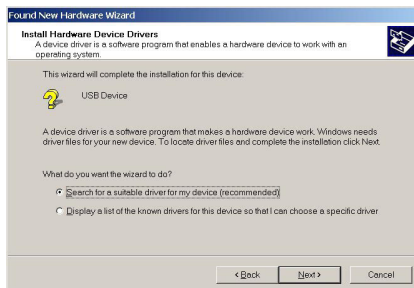 Found New Hardware Wizard
Install Hardware Device Drivers
A device driver is a software program that enables a hardware device to work with an
operating system.
This wizard will complete the installation for this device:
USB Device
A device driver is a software program that makes a hardware device work. Windows needs
driver files for your new device. To locate driver files and complete the installation click Next.
What do you want the wizard to do?
Search for a suitable driver for my device (recommended)
Display a list of the known drivers for this device so that I can choose a specific driver
< Back
Next >
Cancel